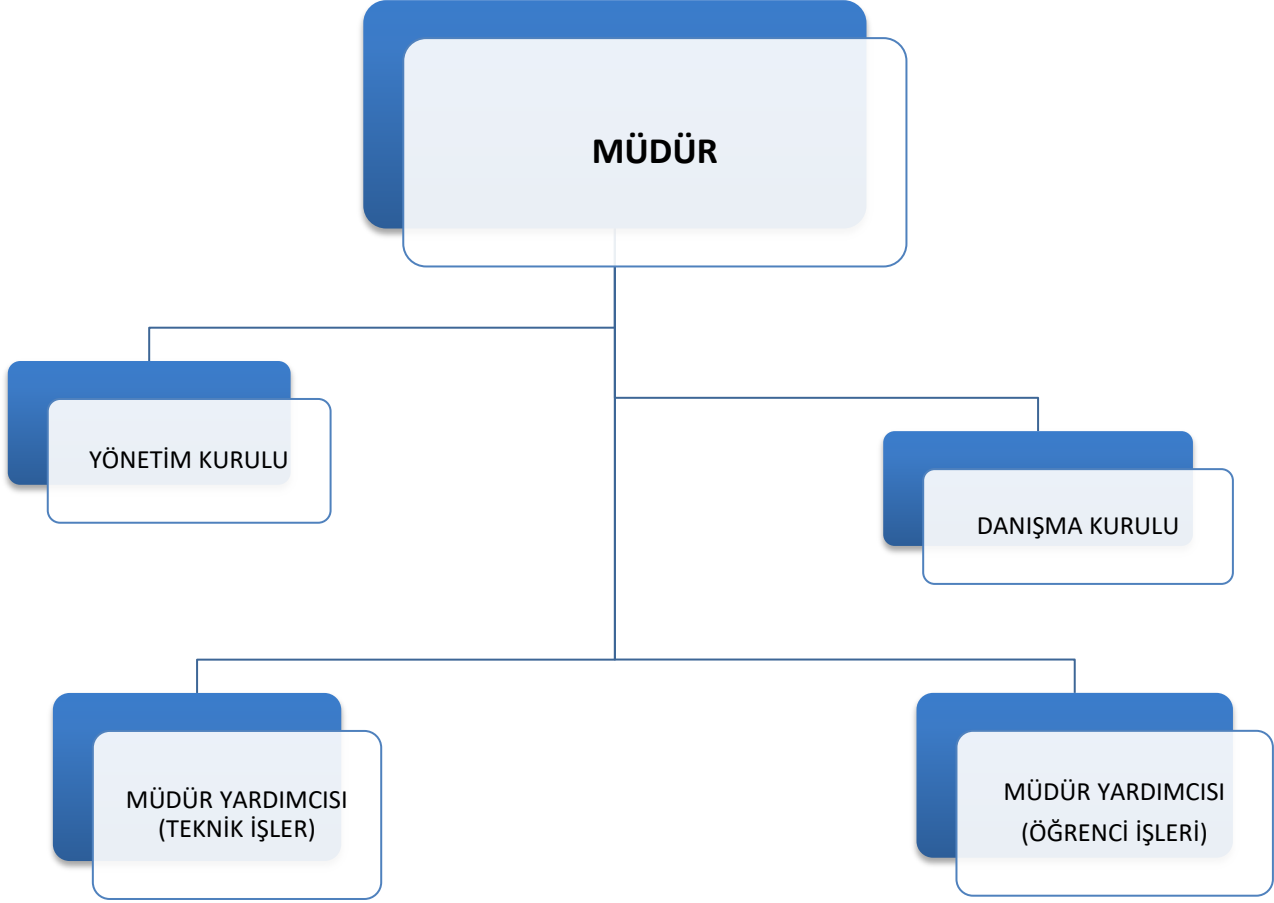 MÜDÜR
YÖNETİM KURULU
DANIŞMA KURULU
MÜDÜR YARDIMCISI
(TEKNİK İŞLER)
MÜDÜR YARDIMCISI
(ÖĞRENCİ İŞLERİ)